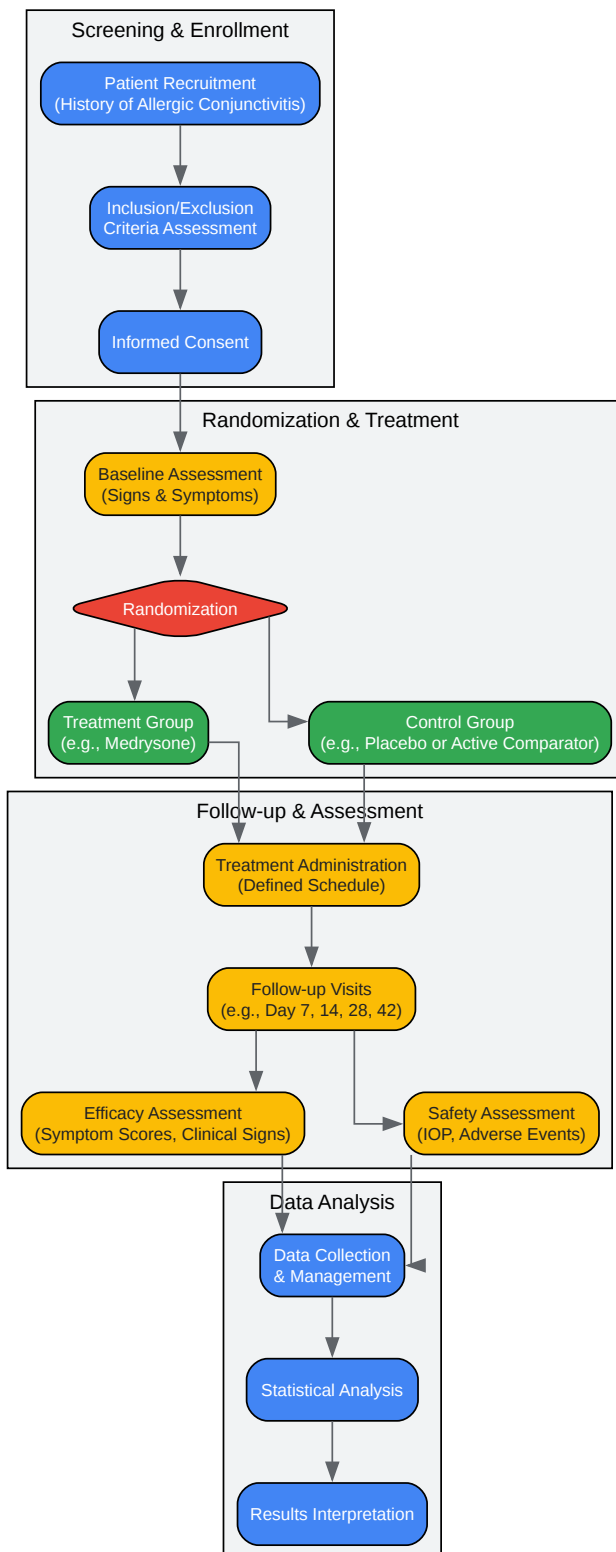 Screening & Enrollment
Patient Recruitment
(History of Allergic Conjunctivitis)
Inclusion/Exclusion
Criteria Assessment
Informed Consent
Randomization & Treatment
Baseline Assessment
(Signs & Symptoms)
Randomization
Treatment Group
(e.g., Medrysone)
Control Group
(e.g., Placebo or Active Comparator)
Follow-up & Assessment
Treatment Administration
(Defined Schedule)
Follow-up Visits
(e.g., Day 7, 14, 28, 42)
Efficacy Assessment
(Symptom Scores, Clinical Signs)
Safety Assessment
(IOP, Adverse Events)
Data Analysis
Data Collection
& Management
Statistical Analysis
Results Interpretation